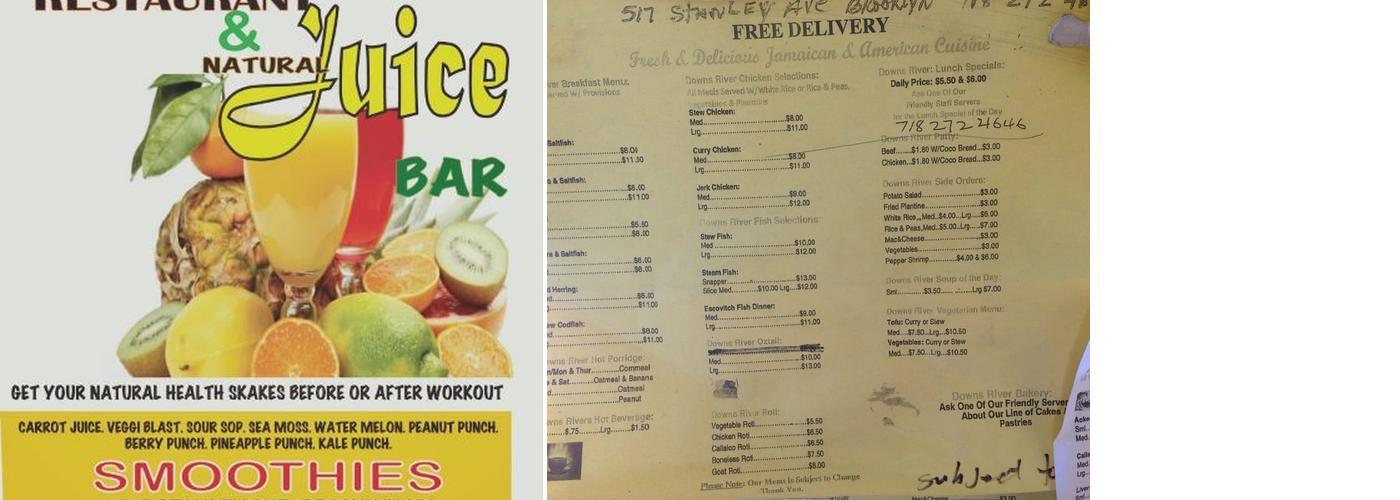 RESTAURANT
&
NATURAL
Juice
BAR
GET YOUR NATURAL HEALTH SKAKES BEFORE OR AFTER WORKOUT
CARROT JUICE. VEGGI BLAST. SOUR SOP. SEA MOSS. WATER MELON. PEANUT PUNCH.
BERRY PUNCH. PINEAPPLE PUNCH. KALE PUNCH.
SMOOTHIES
517 STANLEY AVE BROOKLYN 718 272
FREE DELIVERY
Fresh & Delicious Jamaican & American Cuisine
Breakfast Menu:
W/ Provisions
Saltfish:
$8.00
$11.00
& Saltfish:
$8.00
$11.00
$5.50
$8.00
& Saltfish:
$6.00
$8.00
Herring:
$8.00
$11.00
Codfish:
$8.00
$11.00
River Hot Porridge:
/Mon & Thur..........Cornmeal
& Sat.......Oatmeal & Banana
Oatmeal
Peanut
Rivers Hot Beverage:
$.75......Lrg......$1.50
Downs River Chicken Selections:
All Meals Served W/White Rice or Rice & Peas,
Vegetables & Plantains
Stew Chicken:
Med..........$8.00
Lrg..........$11.00
Curry Chicken:
Med..........$8.00
Lrg..........$11.00
Jerk Chicken:
Med..........$9.00
Lrg..........$12.00
Downs River Fish Selections:
Stew Fish:
Med..........$10.00
Lrg..........$12.00
Steam Fish:
Snapper..........$13.00
Slice Med..........$10.00 Lrg....$12.00
Escovitch Fish Dinner:
Med..........$9.00
Lrg..........$11.00
Downs River Oxtail:
Med..........$10.00
Lrg..........$13.00
Downs River Roti:
Vegetable Roti..........$5.50
Chicken Roti..........$6.50
Callaloo Roti..........$6.50
Boneless Roti..........$7.50
Goat Roti..........$8.00
Please Note: Our Menu Is Subject to Change
Thank You.
Downs River: Lunch Specials:
Daily Price: $5.50 & $6.00
Ask One Of Our
Friendly Staff Servers
for the Lunch Special of the Day
718 272 4646
Downs River Patty:
Beef.......$1.80 W/Coco Bread...$3.00
Chicken...$1.80 W/Coco Bread...$3.00
Downs River Side Orders:
Potato Salad..........$3.00
Fried Plantine..........$3.00
White Rice,,,Med..$4.00...Lrg....$6.00
Rice & Peas,Med..$5.00..Lrg....$7.00
Mac&Cheese..........$3.00
Vegetables..........$3.00
Pepper Shrimp..........$4.00 & $6.00
Downs River Soup of the Day:
Sml.........$3.50.........Lrg $7.00
Downs River Vegetarian Menu:
Tofu: Curry or Stew
Med....$7.50...Lrg...$10.50
Vegetables: Curry or Stew
Med....$7.50...Lrg...$10.50
Downs River Bakery:
Ask One Of Our Friendly Server
About Our Line of Cakes
Pastries
subject to
Mac&Cheese..........$3.00